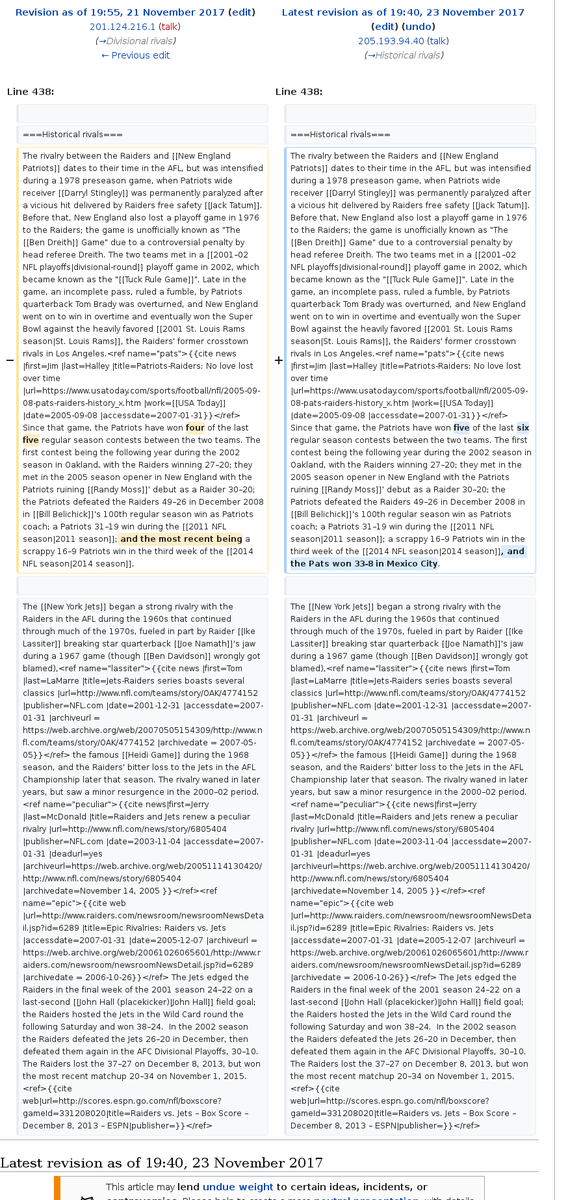 Revision as of 19:55, 21 November 2017 (edit)
201.124.216.1 (talk)
(→Divisional rivals)
← Previous edit
Latest revision as of 19:40, 23 November 2017
(edit) (undo)
205.193.94.40 (talk)
(→Historical rivals)
Line 438:
===Historical rivals===
−
The rivalry between the Raiders and [[New England
Patriots]] dates to their time in the AFL, but was intensified
during a 1978 preseason game, when Patriots wide
receiver [[Darryl Stingley]] was permanently paralyzed after
a vicious hit delivered by Raiders free safety [[Jack Tatum]].
Before that, New England also lost a playoff game in 1976
to the Raiders; the game is unofficially known as "The
[[Ben Dreith]] Game" due to a controversial penalty by
head referee Dreith. The two teams met in a [[2001–02
NFL playoffs|divisional-round]] playoff game in 2002, which
became known as the "[[Tuck Rule Game]]". Late in the
game, an incomplete pass, ruled a fumble, by Patriots
quarterback Tom Brady was overturned, and New England
went on to win in overtime and eventually won the Super
Bowl against the heavily favored [[2001 St. Louis Rams
season|St. Louis Rams]], the Raiders' former crosstown
rivals in Los Angeles.<ref name="pats">{{cite news
|first=Jim |last=Halley |title=Patriots-Raiders: No love lost
over time
|url=https://www.usatoday.com/sports/football/nfl/2005-09-
08-pats-raiders-history_x.htm |work=[[USA Today]]
|date=2005-09-08 |accessdate=2007-01-31}}</ref>
Since that game, the Patriots have won four of the last
five regular season contests between the two teams. The
first contest being the following year during the 2002
season in Oakland, with the Raiders winning 27–20; they
met in the 2005 season opener in New England with the
Patriots ruining [[Randy Moss]]' debut as a Raider 30–20;
the Patriots defeated the Raiders 49–26 in December 2008
in [[Bill Belichick]]'s 100th regular season win as Patriots
coach; a Patriots 31–19 win during the [[2011 NFL
season|2011 season]]; and the most recent being a
scrappy 16–9 Patriots win in the third week of the [[2014
NFL season|2014 season]].
The [[New York Jets]] began a strong rivalry with the
Raiders in the AFL during the 1960s that continued
through much of the 1970s, fueled in part by Raider [[Ike
Lassiter]] breaking star quarterback [[Joe Namath]]'s jaw
during a 1967 game (though [[Ben Davidson]] wrongly got
blamed),<ref name="lassiter">{{cite news |first=Tom
|last=LaMarre |title=Jets-Raiders series boasts several
classics |url=http://www.nfl.com/teams/story/OAK/4774152
|publisher=NFL.com |date=2001-12-31 |accessdate=2007-
01-31 |archiveurl =
https://web.archive.org/web/20070505154309/http://www.n
fl.com/teams/story/OAK/4774152 |archivedate = 2007-05-
05}}</ref> the famous [[Heidi Game]] during the 1968
season, and the Raiders' bitter loss to the Jets in the AFL
Championship later that season. The rivalry waned in later
years, but saw a minor resurgence in the 2000–02 period.
<ref name="peculiar">{{cite news|first=Jerry
|last=McDonald |title=Raiders and Jets renew a peculiar
rivalry |url=http://www.nfl.com/news/story/6805404
|publisher=NFL.com |date=2003-11-04 |accessdate=2007-
01-31 |deadurl=yes
|archiveurl=https://web.archive.org/web/20051114130420/
http://www.nfl.com/news/story/6805404
|archivedate=November 14, 2005 }}</ref><ref
name="epic">{{cite web
|url=http://www.raiders.com/newsroom/newsroomNewsDeta
il.jsp?id=6289 |title=Epic Rivalries: Raiders vs. Jets
|accessdate=2007-01-31 |date=2005-12-07 |archiveurl =
https://web.archive.org/web/20061026065601/http://www.r
aiders.com/newsroom/newsroomNewsDetail.jsp?id=6289
|archivedate = 2006-10-26}}</ref> The Jets edged the
Raiders in the final week of the 2001 season 24–22 on a
last-second [[John Hall (placekicker)|John Hall]] field goal;
the Raiders hosted the Jets in the Wild Card round the
following Saturday and won 38–24. In the 2002 season
the Raiders defeated the Jets 26–20 in December, then
defeated them again in the AFC Divisional Playoffs, 30–10.
The Raiders lost the 37–27 on December 8, 2013, but won
the most recent matchup 20–34 on November 1, 2015.
<ref>{{cite
web|url=http://scores.espn.go.com/nfl/boxscore?
gameId=331208020|title=Raiders vs. Jets – Box Score –
December 8, 2013 – ESPN|publisher=}}</ref>
Line 438:
===Historical rivals===
+
The rivalry between the Raiders and [[New England
Patriots]] dates to their time in the AFL, but was intensified
during a 1978 preseason game, when Patriots wide
receiver [[Darryl Stingley]] was permanently paralyzed after
a vicious hit delivered by Raiders free safety [[Jack Tatum]].
Before that, New England also lost a playoff game in 1976
to the Raiders; the game is unofficially known as "The
[[Ben Dreith]] Game" due to a controversial penalty by
head referee Dreith. The two teams met in a [[2001–02
NFL playoffs|divisional-round]] playoff game in 2002, which
became known as the "[[Tuck Rule Game]]". Late in the
game, an incomplete pass, ruled a fumble, by Patriots
quarterback Tom Brady was overturned, and New England
went on to win in overtime and eventually won the Super
Bowl against the heavily favored [[2001 St. Louis Rams
season|St. Louis Rams]], the Raiders' former crosstown
rivals in Los Angeles.<ref name="pats">{{cite news
|first=Jim |last=Halley |title=Patriots-Raiders: No love lost
over time
|url=https://www.usatoday.com/sports/football/nfl/2005-09-
08-pats-raiders-history_x.htm |work=[[USA Today]]
|date=2005-09-08 |accessdate=2007-01-31}}</ref>
Since that game, the Patriots have won five of the last six
regular season contests between the two teams. The first
contest being the following year during the 2002 season in
Oakland, with the Raiders winning 27–20; they met in the
2005 season opener in New England with the Patriots
ruining [[Randy Moss]]' debut as a Raider 30–20; the
Patriots defeated the Raiders 49–26 in December 2008 in
[[Bill Belichick]]'s 100th regular season win as Patriots
coach; a Patriots 31–19 win during the [[2011 NFL
season|2011 season]]; a scrappy 16–9 Patriots win in the
third week of the [[2014 NFL season|2014 season]], and
the Pats won 33-8 in Mexico City.
The [[New York Jets]] began a strong rivalry with the
Raiders in the AFL during the 1960s that continued
through much of the 1970s, fueled in part by Raider [[Ike
Lassiter]] breaking star quarterback [[Joe Namath]]'s jaw
during a 1967 game (though [[Ben Davidson]] wrongly got
blamed),<ref name="lassiter">{{cite news |first=Tom
|last=LaMarre |title=Jets-Raiders series boasts several
classics |url=http://www.nfl.com/teams/story/OAK/4774152
|publisher=NFL.com |date=2001-12-31 |accessdate=2007-
01-31 |archiveurl =
https://web.archive.org/web/20070505154309/http://www.n
fl.com/teams/story/OAK/4774152 |archivedate = 2007-05-
05}}</ref> the famous [[Heidi Game]] during the 1968
season, and the Raiders' bitter loss to the Jets in the AFL
Championship later that season. The rivalry waned in later
years, but saw a minor resurgence in the 2000–02 period.
<ref name="peculiar">{{cite news|first=Jerry
|last=McDonald |title=Raiders and Jets renew a peculiar
rivalry |url=http://www.nfl.com/news/story/6805404
|publisher=NFL.com |date=2003-11-04 |accessdate=2007-
01-31 |deadurl=yes
|archiveurl=https://web.archive.org/web/20051114130420/
http://www.nfl.com/news/story/6805404
|archivedate=November 14, 2005 }}</ref><ref
name="epic">{{cite web
|url=http://www.raiders.com/newsroom/newsroomNewsDeta
il.jsp?id=6289 |title=Epic Rivalries: Raiders vs. Jets
|accessdate=2007-01-31 |date=2005-12-07 |archiveurl =
https://web.archive.org/web/20061026065601/http://www.r
aiders.com/newsroom/newsroomNewsDetail.jsp?id=6289
|archivedate = 2006-10-26}}</ref> The Jets edged the
Raiders in the final week of the 2001 season 24–22 on a
last-second [[John Hall (placekicker)|John Hall]] field goal;
the Raiders hosted the Jets in the Wild Card round the
following Saturday and won 38–24. In the 2002 season
the Raiders defeated the Jets 26–20 in December, then
defeated them again in the AFC Divisional Playoffs, 30–10.
The Raiders lost the 37–27 on December 8, 2013, but won
the most recent matchup 20–34 on November 1, 2015.
<ref>{{cite
web|url=http://scores.espn.go.com/nfl/boxscore?
gameId=331208020|title=Raiders vs. Jets – Box Score –
December 8, 2013 – ESPN|publisher=}}</ref>
Latest revision as of 19:40, 23 November 2017
This article may lend undue weight to certain ideas, incidents, or